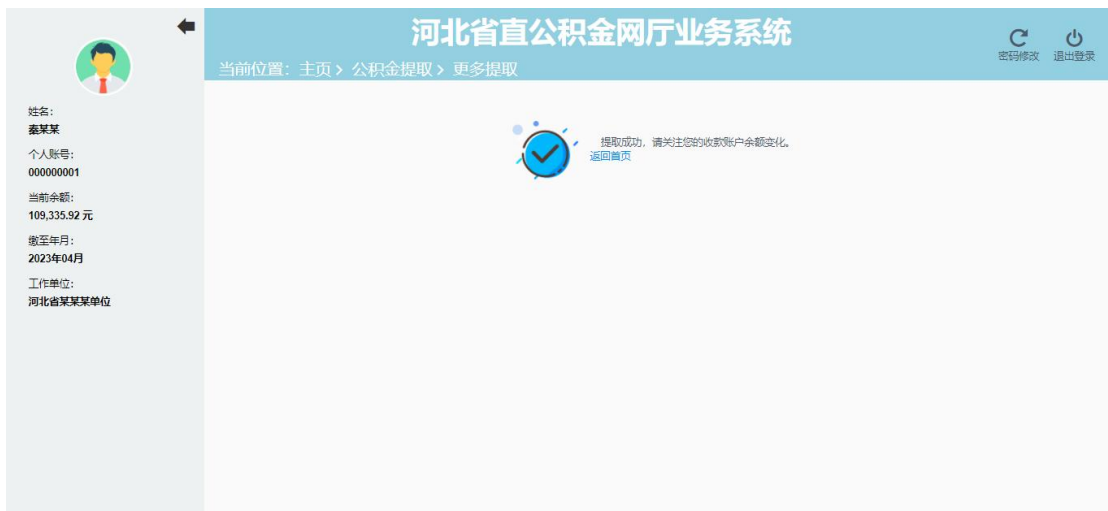 河北省直公积金网厅业务系统
密码修改 退出登录
当前位置：主页 > 公积金提取 > 更多提取
姓名：
秦某某
个人账号：
000000001
当前余额：
109,335.92 元
缴至年月：
2023年04月
工作单位：
河北省某某某单位
提取成功，请关注您的收款账户余额变化。
返回首页